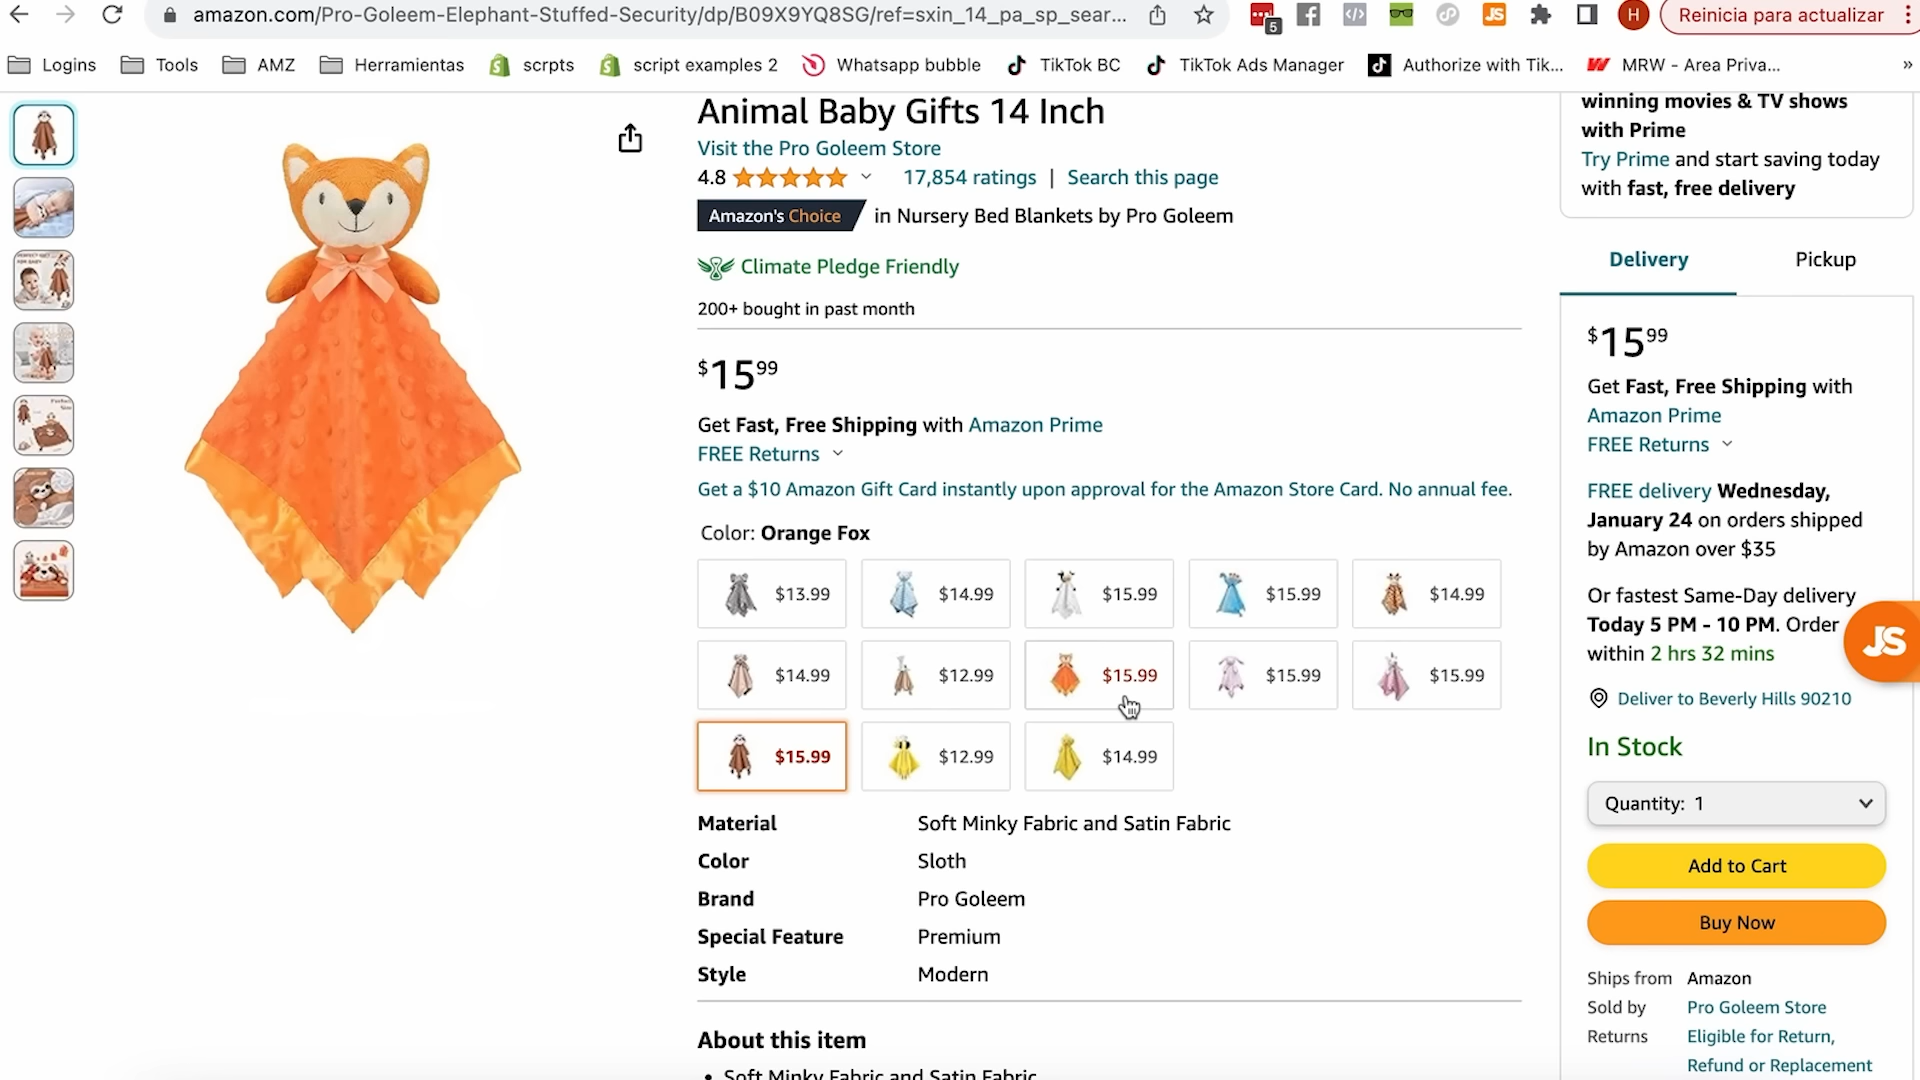 amazon.com/Pro-Goleem-Elephant-Stuffed-Security/dp/B09X9YQ8SG/ref=sxin_14_pa_sp_sear...
5
JS
H
Reinicia para actualizar
Logins
Tools
AMZ
Herramientas
scrpts
script examples 2
Whatsapp bubble
TikTok BC
TikTok Ads Manager
Authorize with Tik...
MRW - Area Priva...
»
Animal Baby Gifts 14 Inch
Visit the Pro Goleem Store
4.8
17,854 ratings | Search this page
Amazon's Choice in Nursery Bed Blankets by Pro Goleem
Climate Pledge Friendly
200+ bought in past month
$15 99
Get Fast, Free Shipping with Amazon Prime
FREE Returns
Get a $10 Amazon Gift Card instantly upon approval for the Amazon Store Card. No annual fee.
Color: Orange Fox
$13.99 $14.99 $15.99 $15.99 $14.99
$14.99 $12.99 $15.99 $15.99 $15.99
$15.99 $12.99 $14.99
Material Soft Minky Fabric and Satin Fabric
Color Sloth
Brand Pro Goleem
Special Feature Premium
Style Modern
About this item
• Soft Minky Fabric and Satin Fabric
winning movies & TV shows
with Prime
Try Prime and start saving today
with fast, free delivery
Delivery Pickup
$15 99
Get Fast, Free Shipping with
Amazon Prime
FREE Returns
FREE delivery Wednesday,
January 24 on orders shipped
by Amazon over $35
Or fastest Same-Day delivery
Today 5 PM - 10 PM. Order
within 2 hrs 32 mins
JS
Deliver to Beverly Hills 90210
In Stock
Quantity: 1
Add to Cart
Buy Now
Ships from Amazon
Sold by Pro Goleem Store
Returns Eligible for Return,
Refund or Replacement